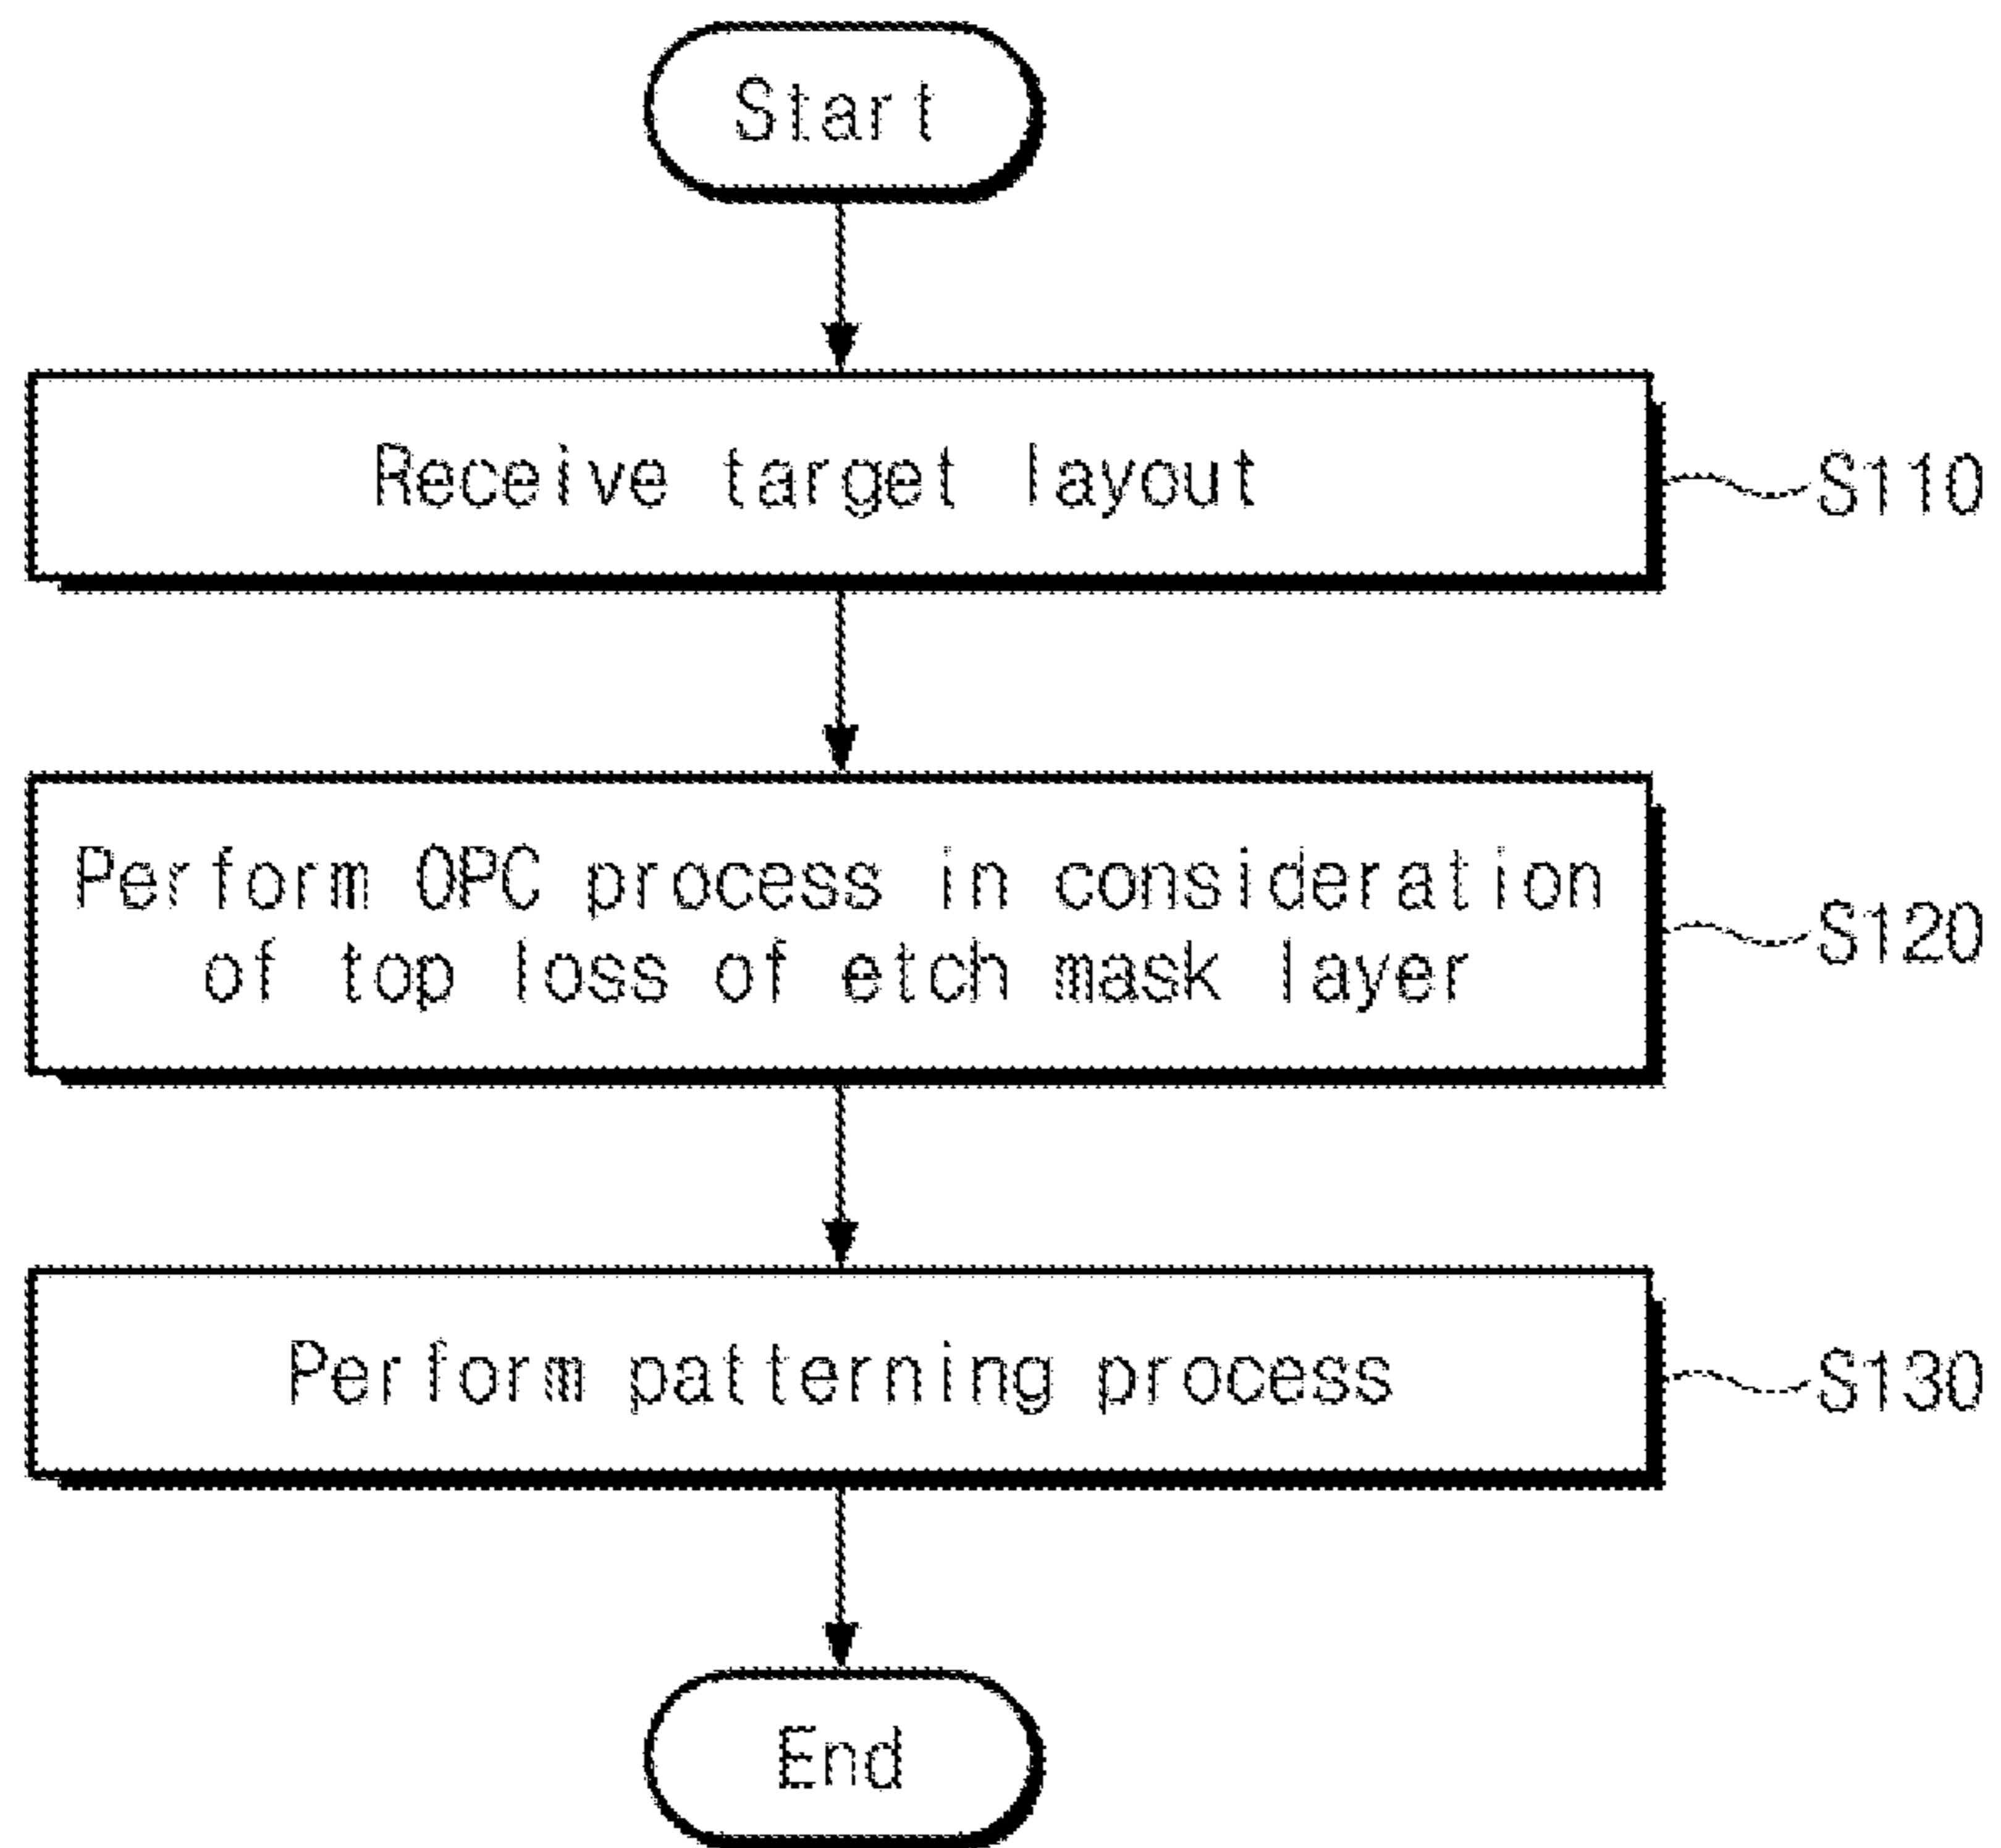 Start
Receive target layout
S110
Perform OPC process in consideration
of top loss of etch mask layer
S120
Perform patterning process
S130
End